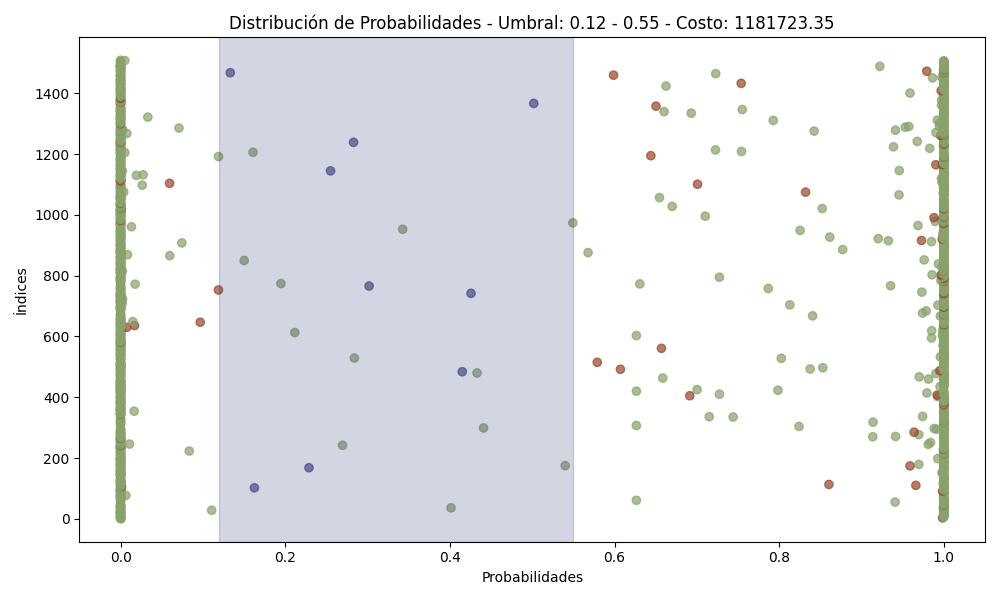 Distribución de Probabilidades - Umbral: 0.12 - 0.55 - Costo: 1181723.35
1400
1200
1000
800
600
400
200
0
Índices
0.0 0.2 0.4 0.6 0.8 1.0
Probabilidades